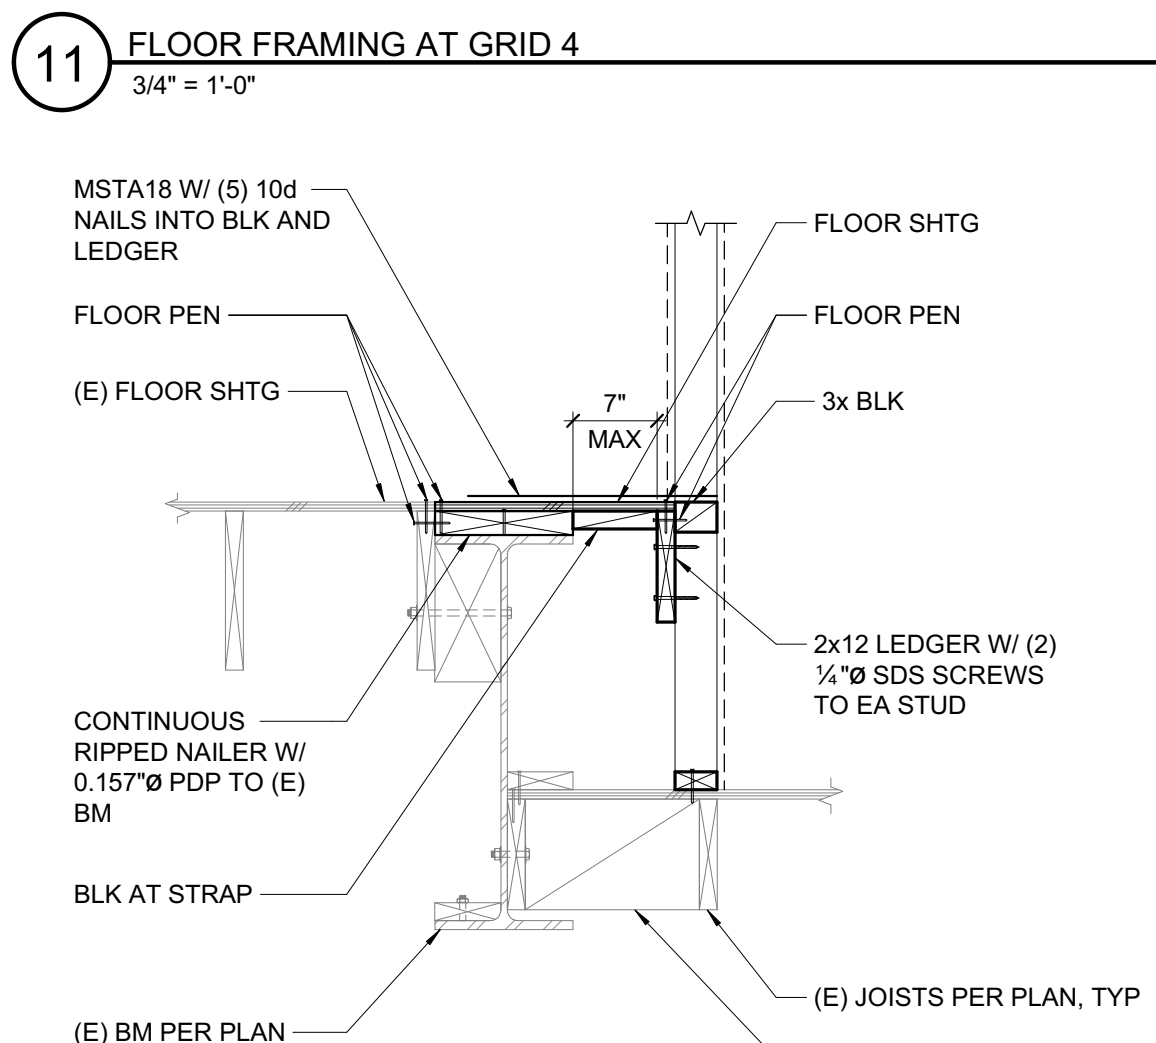 11
FLOOR FRAMING AT GRID 4
3/4" = 1'-0"
MSTA18 W/ (5) 10d
NAILS INTO BLK AND
LEDGER
FLOOR PEN
(E) FLOOR SHTG
FLOOR SHTG
FLOOR PEN
3x BLK
7"
MAX
2x12 LEDGER W/ (2)
¼"Ø SDS SCREWS
TO EA STUD
CONTINUOUS
RIPPED NAILER W/
0.157"Ø PDP TO (E)
BM
BLK AT STRAP
(E) JOISTS PER PLAN, TYP
(E) BM PER PLAN